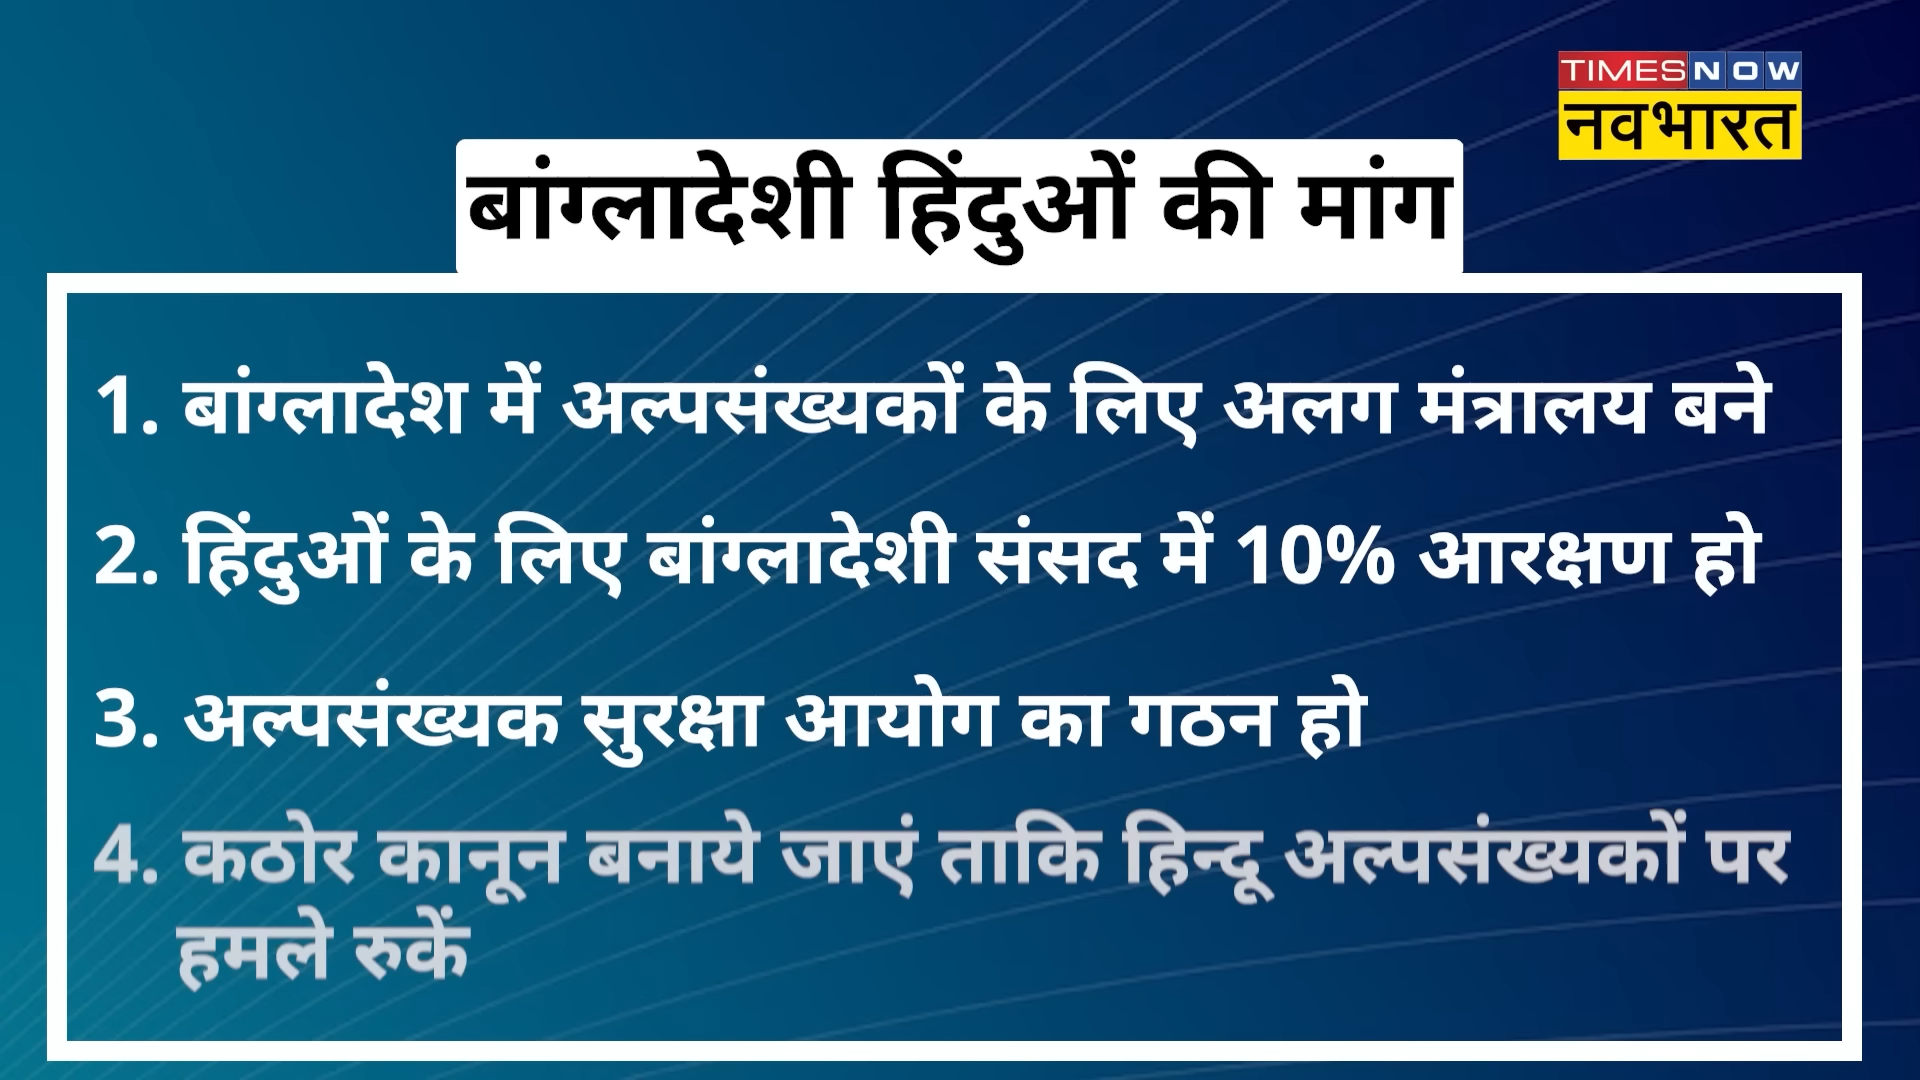 TIMES NOW
नवभारत
बांग्लादेशी हिंदुओं की मांग
1. बांग्लादेश में अल्पसंख्यकों के लिए अलग मंत्रालय बने
2. हिंदुओं के लिए बांग्लादेशी संसद में 10% आरक्षण हो
3. अल्पसंख्यक सुरक्षा आयोग का गठन हो
4. कठोर कानून बनाये जाएं ताकि हिन्दू अल्पसंख्यकों पर
हमले रुकें